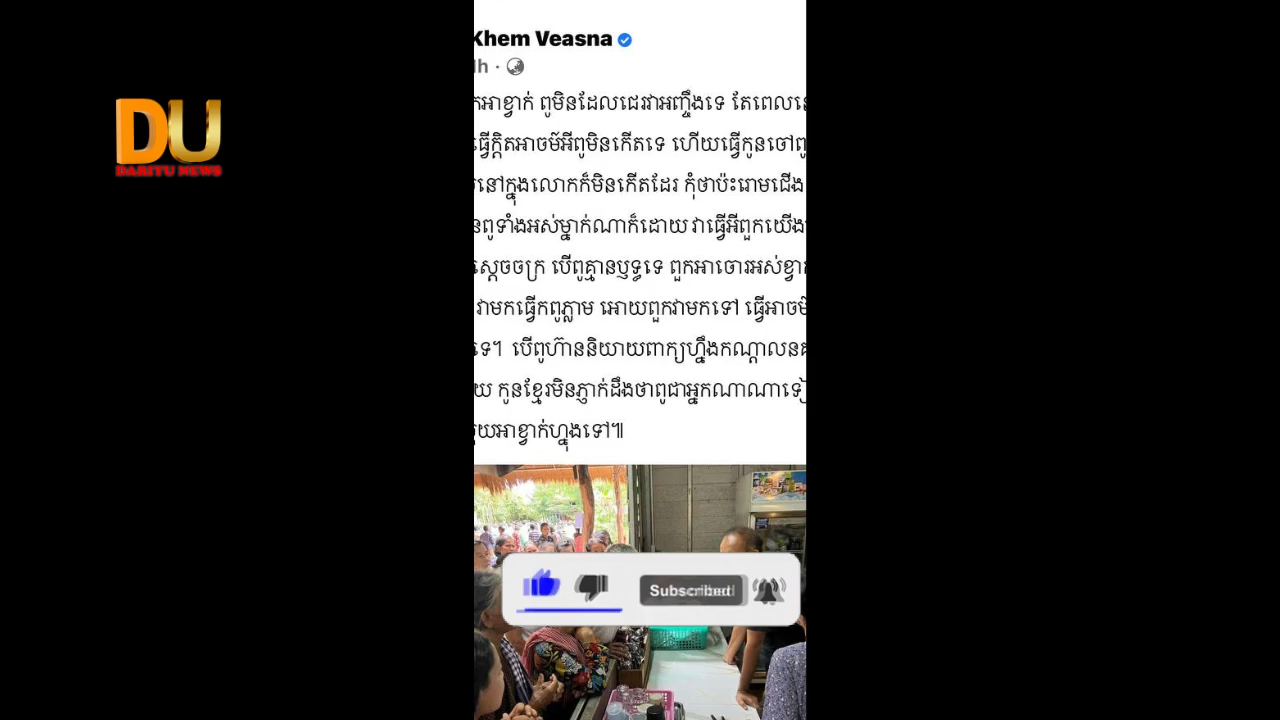 Khem Veasna
h ·
DU
DARITU NEWS
កអាខ្វាក់ ពូមិនដែលជេរវាអញ្ចឹងទេ តែពេលនេ
ធ្វើក្តិតអាចម៍អីពូមិនកើតទេ ហើយធ្វើកូនចៅពូ
នៅក្នុងលោកក៏មិនកើតដែរ កុំថាប៉ះរោមជើង
នពូទាំងអស់ម្នាក់ណាក៏ដោយ វាធ្វើអីពួកយើង
ស្តេចចក្រ បើពូគ្មានឫទ្ធទេ ពួកអាចោរអស់ខ្វា
វាមកធ្វើកពូភ្លាម អោយពួកវាមកទៅ ធ្វើអាចម៍
ទេ។ បើពូហ៊ាននិយាយពាក្យហ្នឹងកណ្តាលនគ
យ កូនខ្មែរមិនភ្ញាក់ដឹងថាពូជាអ្នកណាណាទៀ
យអាខ្វាក់ហ្នុងទៅ៕
Subscribed